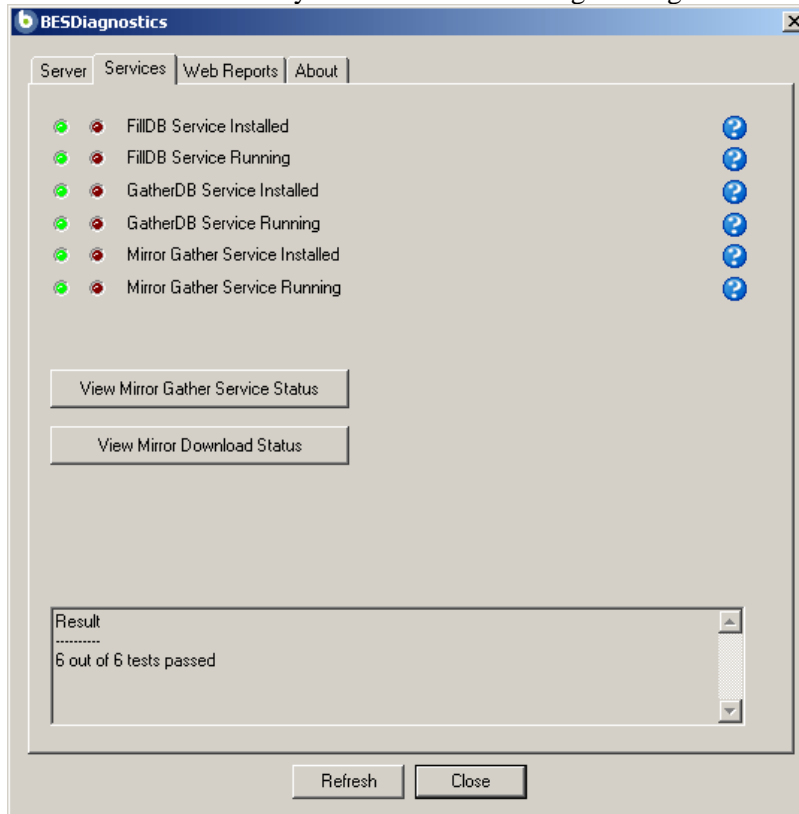 BESDiagnostics
Server Services Web Reports About
FillDB Service Installed
FillDB Service Running
GatherDB Service Installed
GatherDB Service Running
Mirror Gather Service Installed
Mirror Gather Service Running
View Mirror Gather Service Status
View Mirror Download Status
Result
----------
6 out of 6 tests passed
Refresh Close